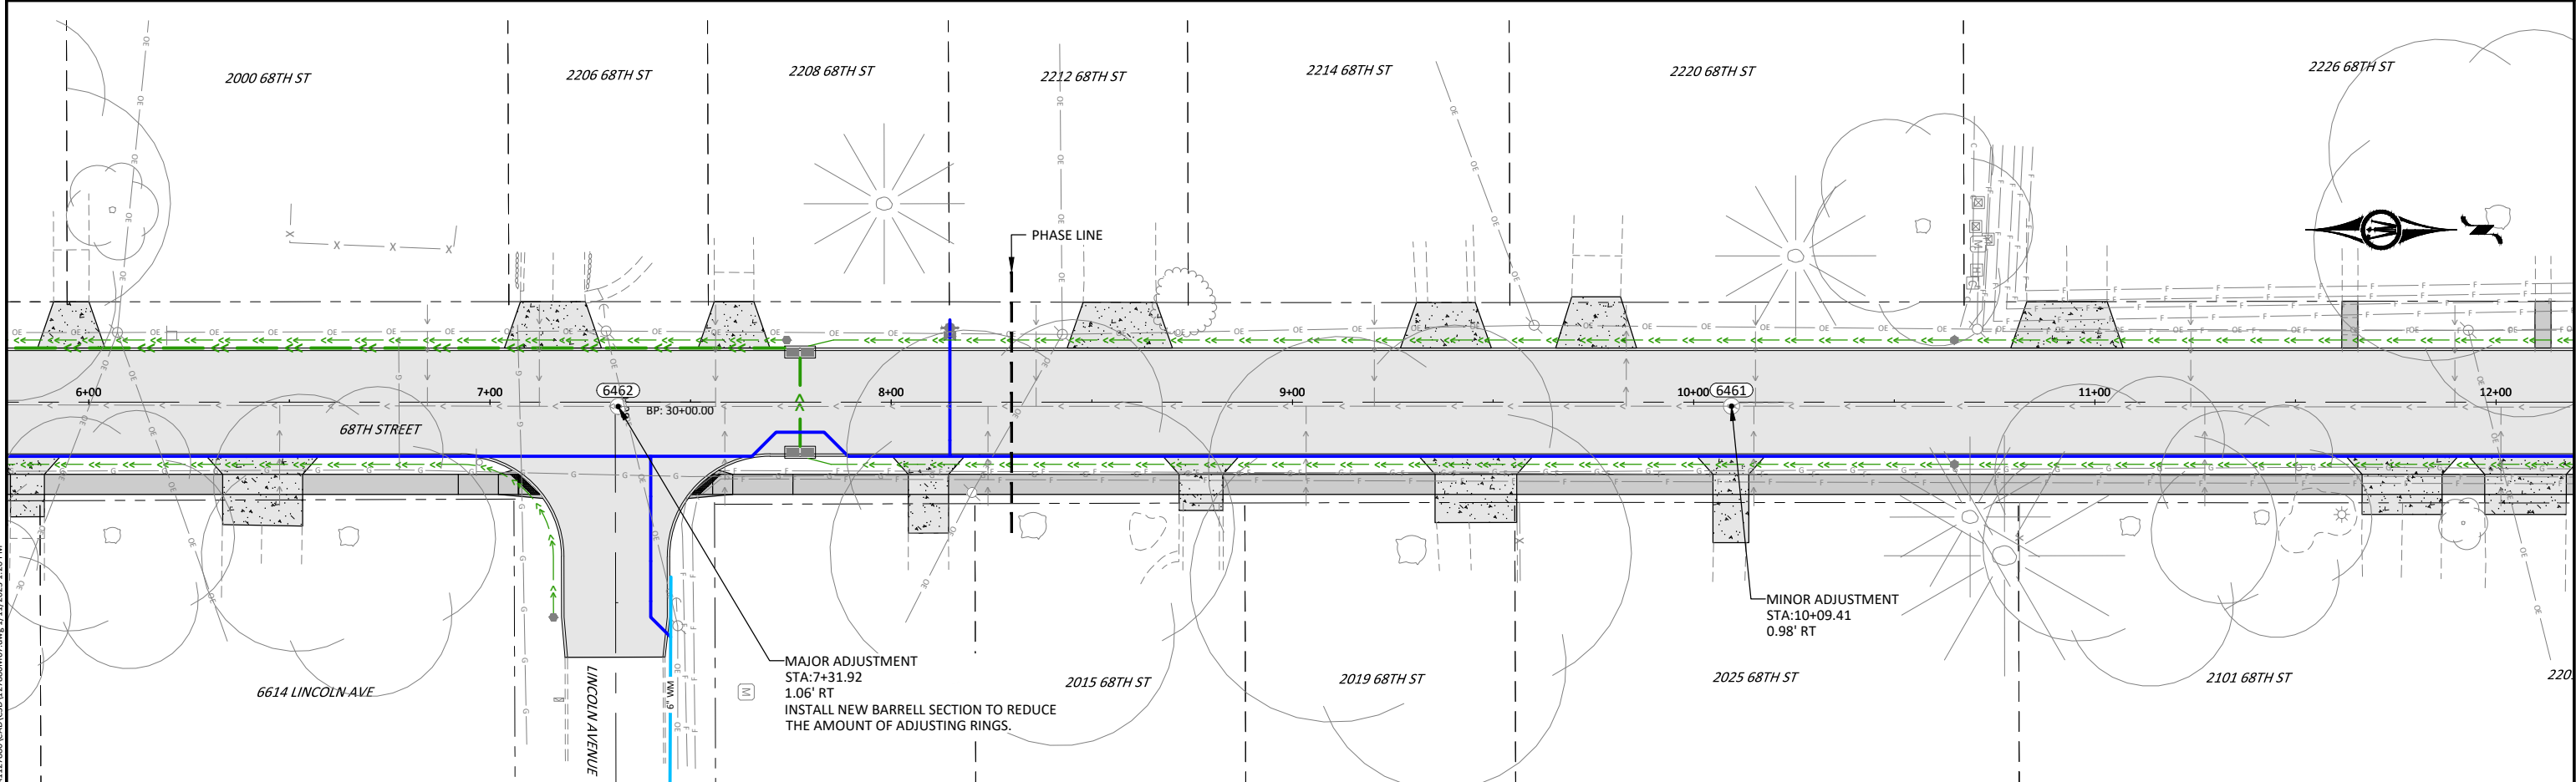 2000 68TH ST
2206 68TH ST
2208 68TH ST
2212 68TH ST
2214 68TH ST
2220 68TH ST
2226 68TH ST
PHASE LINE
6+00
7+00
6462
BP: 30+00.00
8+00
9+00
10+00
6461
11+00
12+00
68TH STREET
MINOR ADJUSTMENT
STA:10+09.41
0.98' RT
MAJOR ADJUSTMENT
STA:7+31.92
1.06' RT
INSTALL NEW BARRELL SECTION TO REDUCE
THE AMOUNT OF ADJUSTING RINGS.
6614 LINCOLN AVE
LINCOLN AVENUE
6" WM
M
2015 68TH ST
2019 68TH ST
2025 68TH ST
2101 68TH ST
220